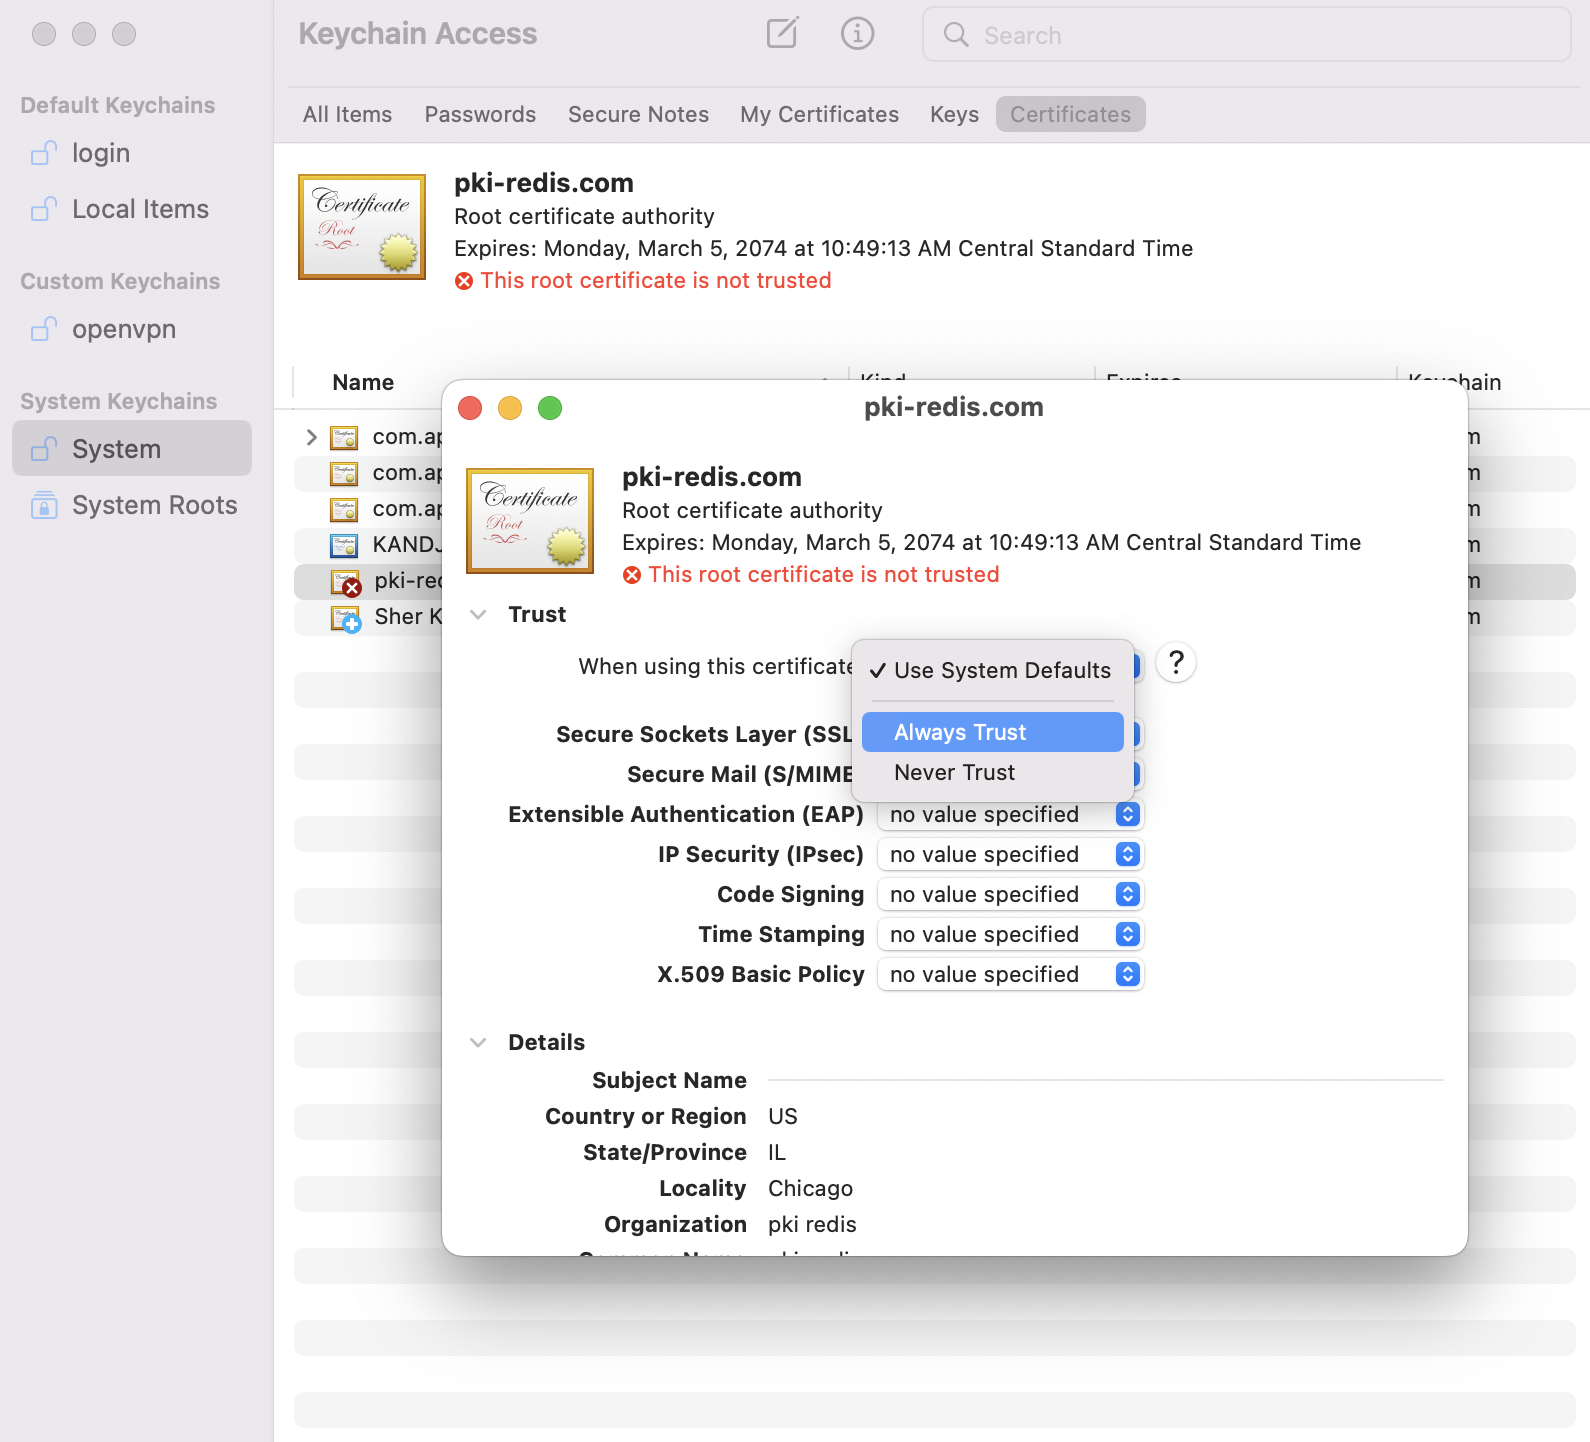 Keychain Access
Search
All Items Passwords Secure Notes My Certificates Keys Certificates
Default Keychains
login
Local Items
Custom Keychains
openvpn
System Keychains
System
System Roots
Certificate
Root
pki-redis.com
Root certificate authority
Expires: Monday, March 5, 2074 at 10:49:13 AM Central Standard Time
This root certificate is not trusted
Name Kind Expires Keychain
com.ap
com.ap
com.ap
KANDJ
pki-red
Sher K
pki-redis.com
Certificate
Root
pki-redis.com
Root certificate authority
Expires: Monday, March 5, 2074 at 10:49:13 AM Central Standard Time
This root certificate is not trusted
Trust
When using this certificate
✓ Use System Defaults
Always Trust
Never Trust
?
Secure Sockets Layer (SSL
Secure Mail (S/MIME
Extensible Authentication (EAP) no value specified
IP Security (IPsec) no value specified
Code Signing no value specified
Time Stamping no value specified
X.509 Basic Policy no value specified
Details
Subject Name
Country or Region US
State/Province IL
Locality Chicago
Organization pki redis